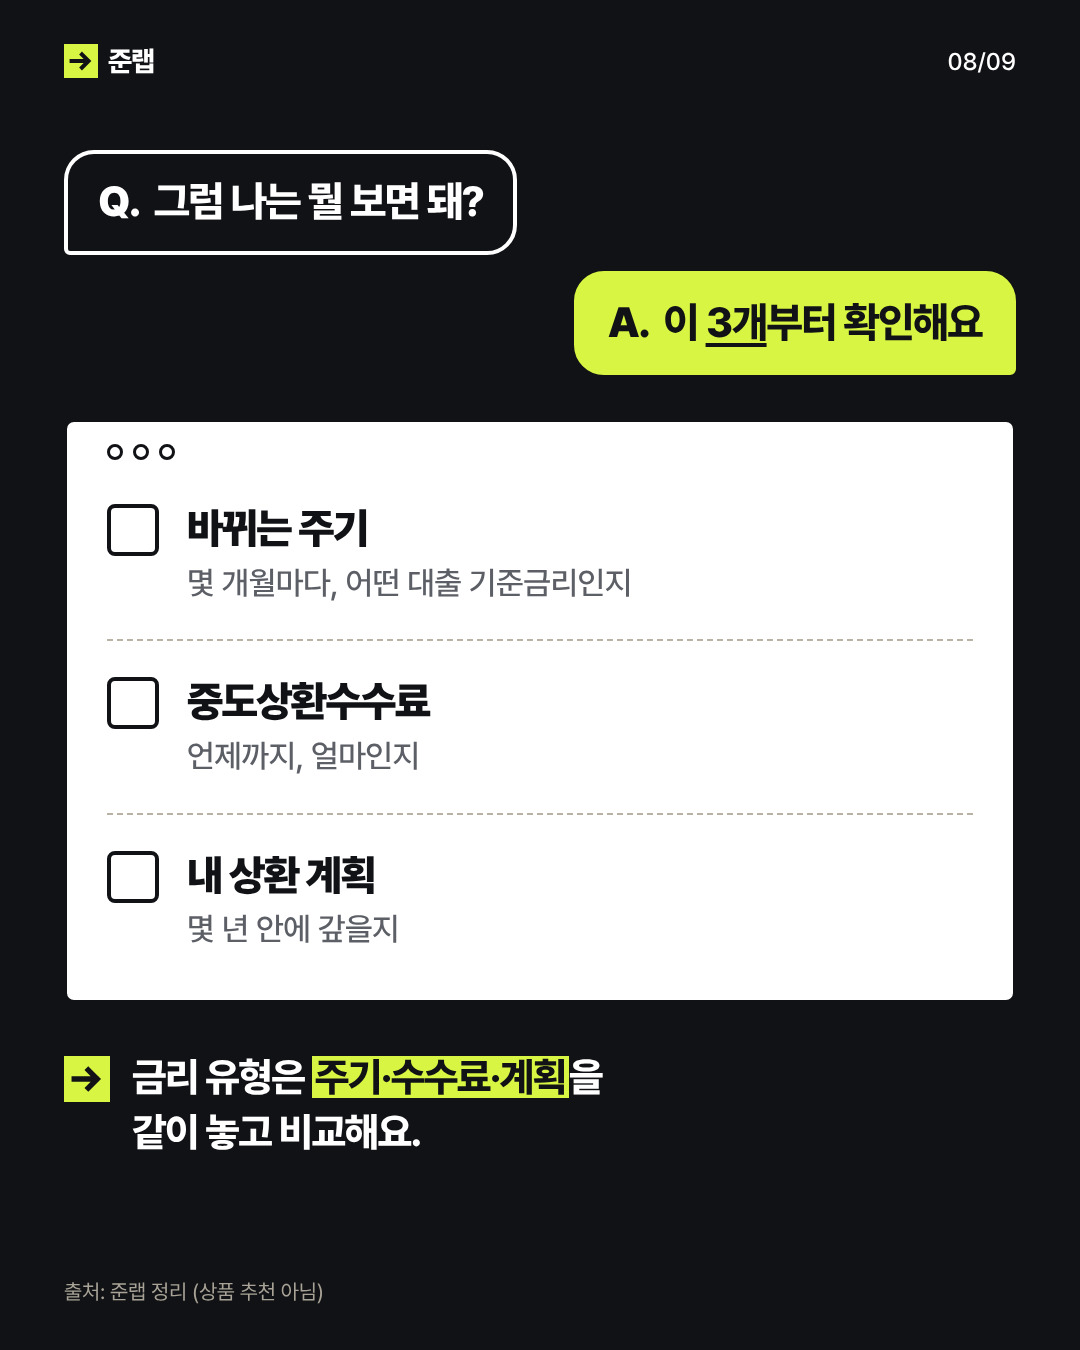 준랩
08/09
Q. 그럼 나는 뭘 보면 돼?
A. 이 3개부터 확인해요
바뀌는 주기
몇 개월마다, 어떤 대출 기준금리인지
중도상환수수료
언제까지, 얼마인지
내 상환 계획
몇 년 안에 갚을지
금리 유형은 주기·수수료·계획을
같이 놓고 비교해요.
출처: 준랩 정리 (상품 추천 아님)